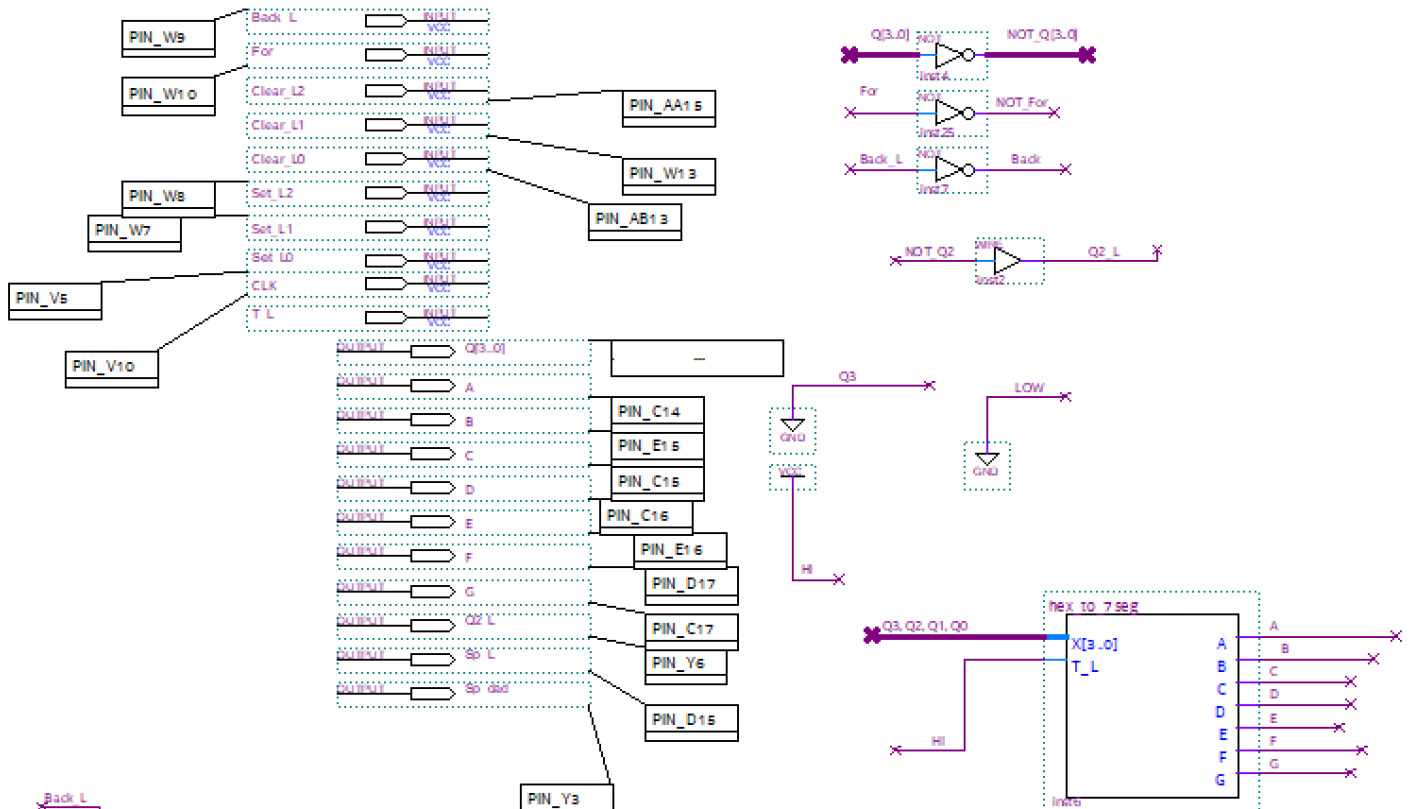 Back_L INPUT VCC
PIN_W9
For INPUT VCC
PIN_W10
Clear_L2 INPUT VCC
PIN_AA15
Clear_L1 INPUT VCC
PIN_W13
Clear_L0 INPUT VCC
PIN_AB13
Set_L2 INPUT VCC
PIN_W8
Set_L1 INPUT VCC
PIN_W7
Set_L0 INPUT VCC
PIN_V5
CLK INPUT VCC
PIN_V10
T_L INPUT VCC
OUTPUT Q[3..0]
...
OUTPUT A
PIN_C14
OUTPUT B
PIN_E15
OUTPUT C
PIN_C15
OUTPUT D
PIN_C16
OUTPUT E
PIN_E16
OUTPUT F
PIN_D17
OUTPUT G
PIN_C17
OUTPUT Q2_L
PIN_Y6
OUTPUT Sp_L
PIN_D15
OUTPUT Sp_dad
PIN_Y3
Back_L
Q[3..0] NOT NOT_Q[3..0]
inst4
For NOT NOT_For
inst25
Back_L NOT Back
inst7
NOT_Q2 WIRE Q2_L
inst2
Q3
GND
LOW
GND
VCC
HI
hex_to_7seg
Q3, Q2, Q1, Q0
X[3..0]
T_L
HI
A A
B B
C C
D D
E E
F F
G G
inst6